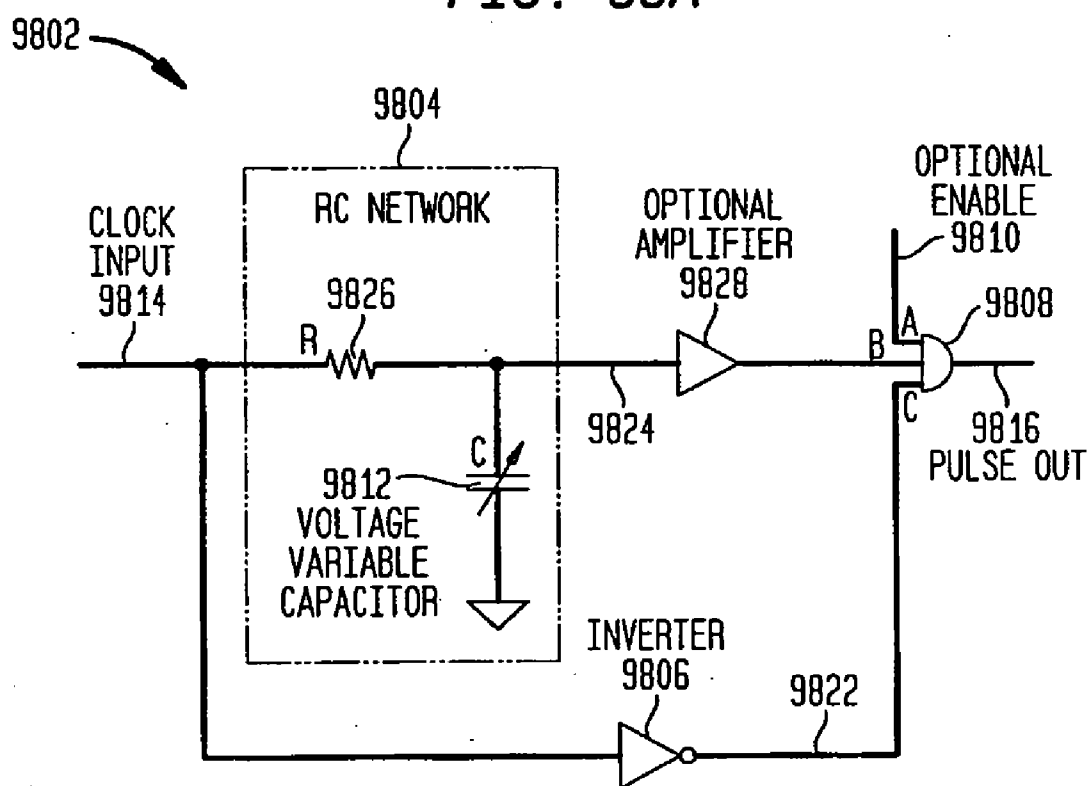 9802
9804
RC NETWORK
CLOCK
INPUT
9814
R
9826
C
9812
VOLTAGE
VARIABLE
CAPACITOR
OPTIONAL
AMPLIFIER
9828
9824
OPTIONAL
ENABLE
9810
9808
A
B
C
9816
PULSE OUT
INVERTER
9806
9822